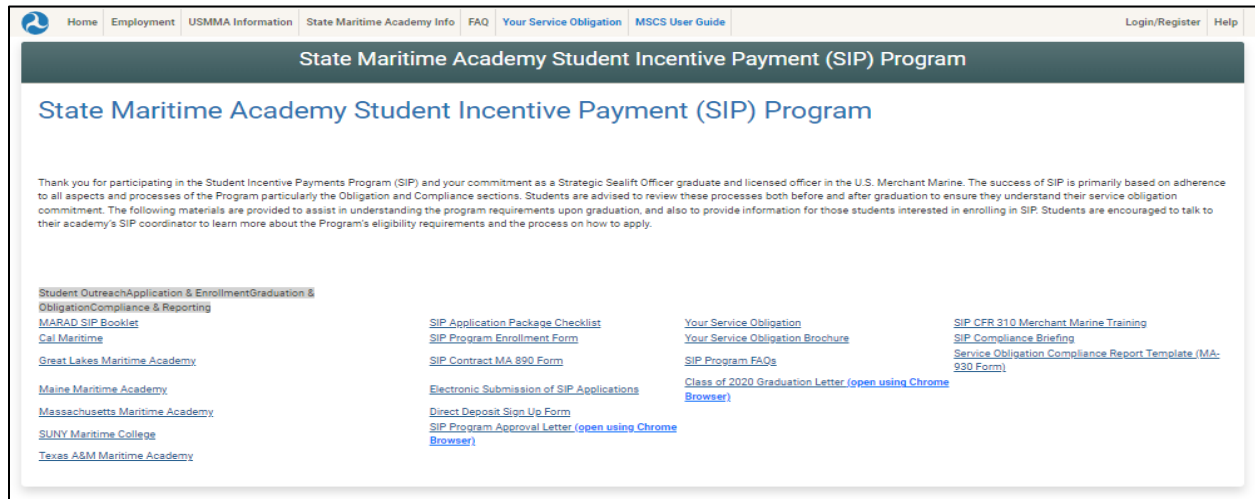 Home Employment USMMA Information State Maritime Academy Info FAQ Your Service Obligation MSCS User Guide Login/Register Help
State Maritime Academy Student Incentive Payment (SIP) Program
State Maritime Academy Student Incentive Payment (SIP) Program
Thank you for participating in the Student Incentive Payments Program (SIP) and your commitment as a Strategic Sealift Officer graduate and licensed officer in the U.S. Merchant Marine. The success of SIP is primarily based on adherence
to all aspects and processes of the Program particularly the Obligation and Compliance sections. Students are advised to review these processes both before and after graduation to ensure they understand their service obligation
commitment. The following materials are provided to assist in understanding the program requirements upon graduation, and also to provide information for those students interested in enrolling in SIP. Students are encouraged to talk to
their academy's SIP coordinator to learn more about the Program's eligibility requirements and the process on how to apply.
Student OutreachApplication & EnrollmentGraduation &
ObligationCompliance & Reporting
MARAD SIP Booklet SIP Application Package Checklist Your Service Obligation SIP CFR 310 Merchant Marine Training
Cal Maritime SIP Program Enrollment Form Your Service Obligation Brochure SIP Compliance Briefing
Great Lakes Maritime Academy SIP Contract MA 890 Form SIP Program FAQs Service Obligation Compliance Report Template (MA-
930 Form)
Maine Maritime Academy Electronic Submission of SIP Applications Class of 2020 Graduation Letter (open using Chrome
Browser)
Massachusetts Maritime Academy Direct Deposit Sign Up Form
SUNY Maritime College SIP Program Approval Letter (open using Chrome
Browser)
Texas A&M Maritime Academy